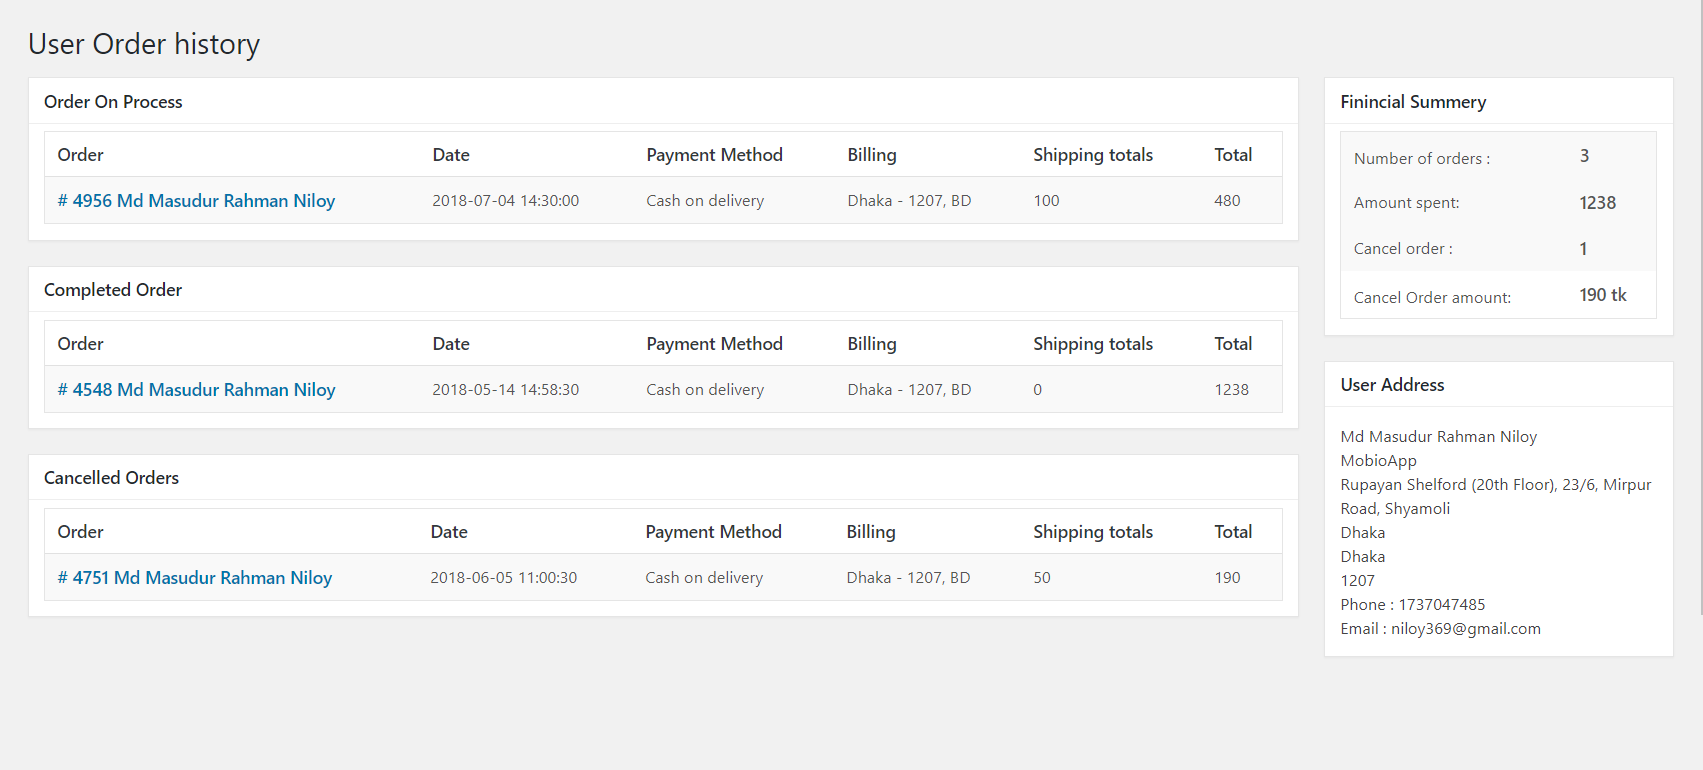 User Order history
Order On Process
Order Date Payment Method Billing Shipping totals Total
# 4956 Md Masudur Rahman Niloy 2018-07-04 14:30:00 Cash on delivery Dhaka - 1207, BD 100 480
Completed Order
Order Date Payment Method Billing Shipping totals Total
# 4548 Md Masudur Rahman Niloy 2018-05-14 14:58:30 Cash on delivery Dhaka - 1207, BD 0 1238
Cancelled Orders
Order Date Payment Method Billing Shipping totals Total
# 4751 Md Masudur Rahman Niloy 2018-06-05 11:00:30 Cash on delivery Dhaka - 1207, BD 50 190
Finincial Summery
Number of orders : 3
Amount spent: 1238
Cancel order : 1
Cancel Order amount: 190 tk
User Address
Md Masudur Rahman Niloy
MobioApp
Rupayan Shelford (20th Floor), 23/6, Mirpur
Road, Shyamoli
Dhaka
Dhaka
1207
Phone : 1737047485
Email : niloy369@gmail.com